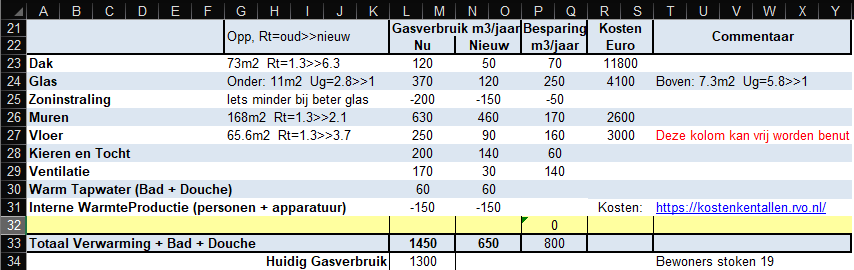 E F G H I J K L M N O P Q R S T U V W X Y
21 Gasverbruik m3/jaar Besparing Kosten
22 Opp, Rt=oud>>nieuw Nu Nieuw m3/jaar Euro Commentaar
23 Dak 73m2 Rt=1.3>>6.3 120 50 70 11800
24 Glas Onder: 11m2 Ug=2.8>>1 370 120 250 4100 Boven: 7.3m2 Ug=5.8>>1
25 Zoninstraling Iets minder bij beter glas -200 -150 -50
26 Muren 168m2 Rt=1.3>>2.1 630 460 170 2600
27 Vloer 65.6m2 Rt=1.3>>3.7 250 90 160 3000 Deze kolom kan vrij worden benut
28 Kieren en Tocht 200 140 60
29 Ventilatie 170 30 140
30 Warm Tapwater (Bad + Douche) 60 60
31 Interne WarmteProductie (personen + apparatuur) -150 -150 Kosten: https://kostenkentallen.rvo.nl/
32 0
33 Totaal Verwarming + Bad + Douche 1450 650 800
34 Huidig Gasverbruik 1300 Bewoners stoken 19